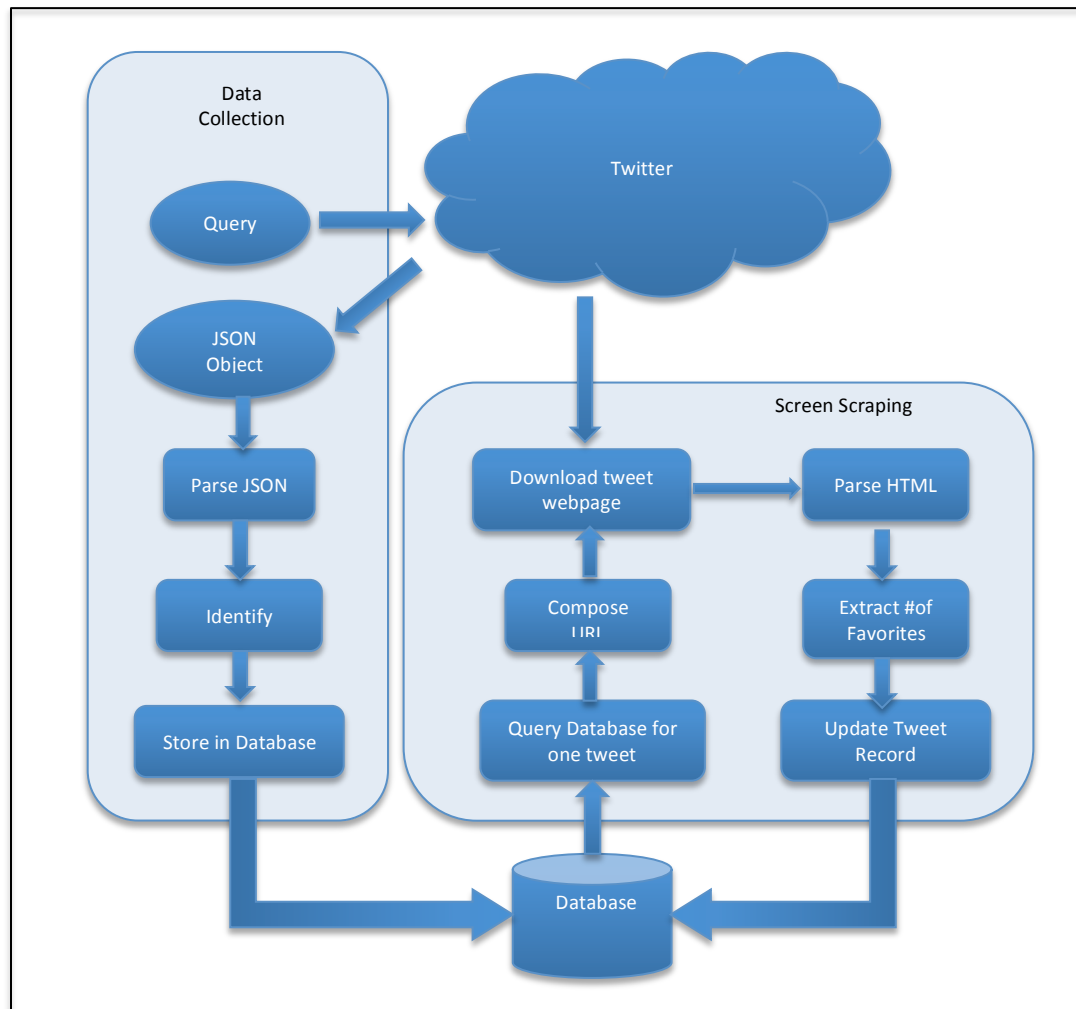 Data
Collection
Query
JSON
Object
Parse JSON
Identify
Store in Database
Twitter
Screen Scraping
Download tweet
webpage
Parse HTML
Compose
URL
Extract #of
Favorites
Query Database for
one tweet
Update Tweet
Record
Database